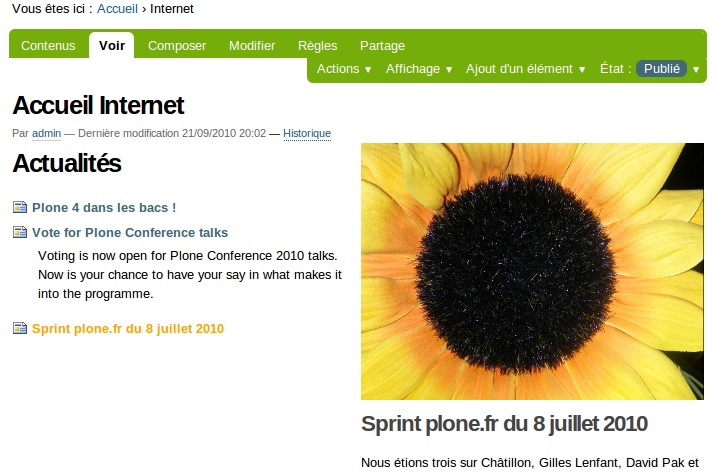 Vous êtes ici : Accueil › Internet
Contenus Voir Composer Modifier Règles Partage
Actions ▼ Affichage ▼ Ajout d'un élément ▼ État : Publié ▼
Accueil Internet
Par admin — Dernière modification 21/09/2010 20:02 — Historique
Actualités
Plone 4 dans les bacs !
Vote for Plone Conference talks
Voting is now open for Plone Conference 2010 talks.
Now is your chance to have your say in what makes it
into the programme.
Sprint plone.fr du 8 juillet 2010
Sprint plone.fr du 8 juillet 2010
Nous étions trois sur Châtillon, Gilles Lenfant, David Pak et